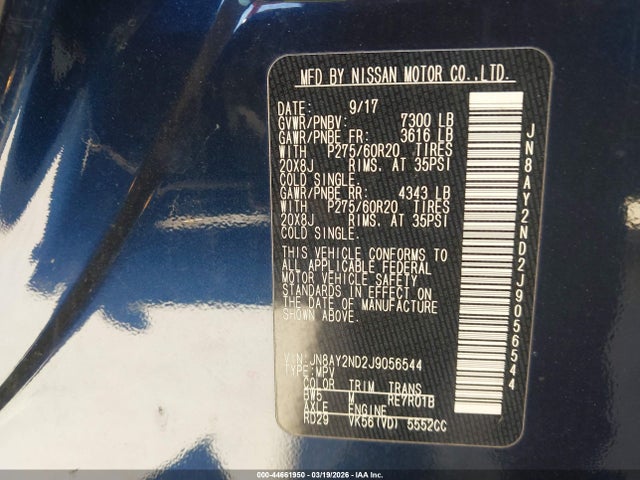 MFD BY NISSAN MOTOR CO.,LTD.
DATE: 9/17
GVWR/PNBV: 7300 LB
GAWR/PNBE FR: 3616 LB
WITH P275/60R20 TIRES
20X8J RIMS, AT 35PSI
COLD SINGLE.
GAWR/PNBE RR: 4343 LB
WITH P275/60R20 TIRES
20X8J RIMS, AT 35PSI
COLD SINGLE.
THIS VEHICLE CONFORMS TO
ALL APPLICABLE FEDERAL
MOTOR VEHICLE SAFETY
STANDARDS IN EFFECT ON
THE DATE OF MANUFACTURE
SHOWN ABOVE.
VIN:JN8AY2ND2J9056544
TYPE:MPV
COLOR TRIM TRANS
BW5 M RE7R01B
AXLE ENGINE
RD29 VK56(VD) 5552CC
JN8AY2ND2J9056544
000-44661950 - 03/19/2026 - COPYRIGHT IAA, LLC